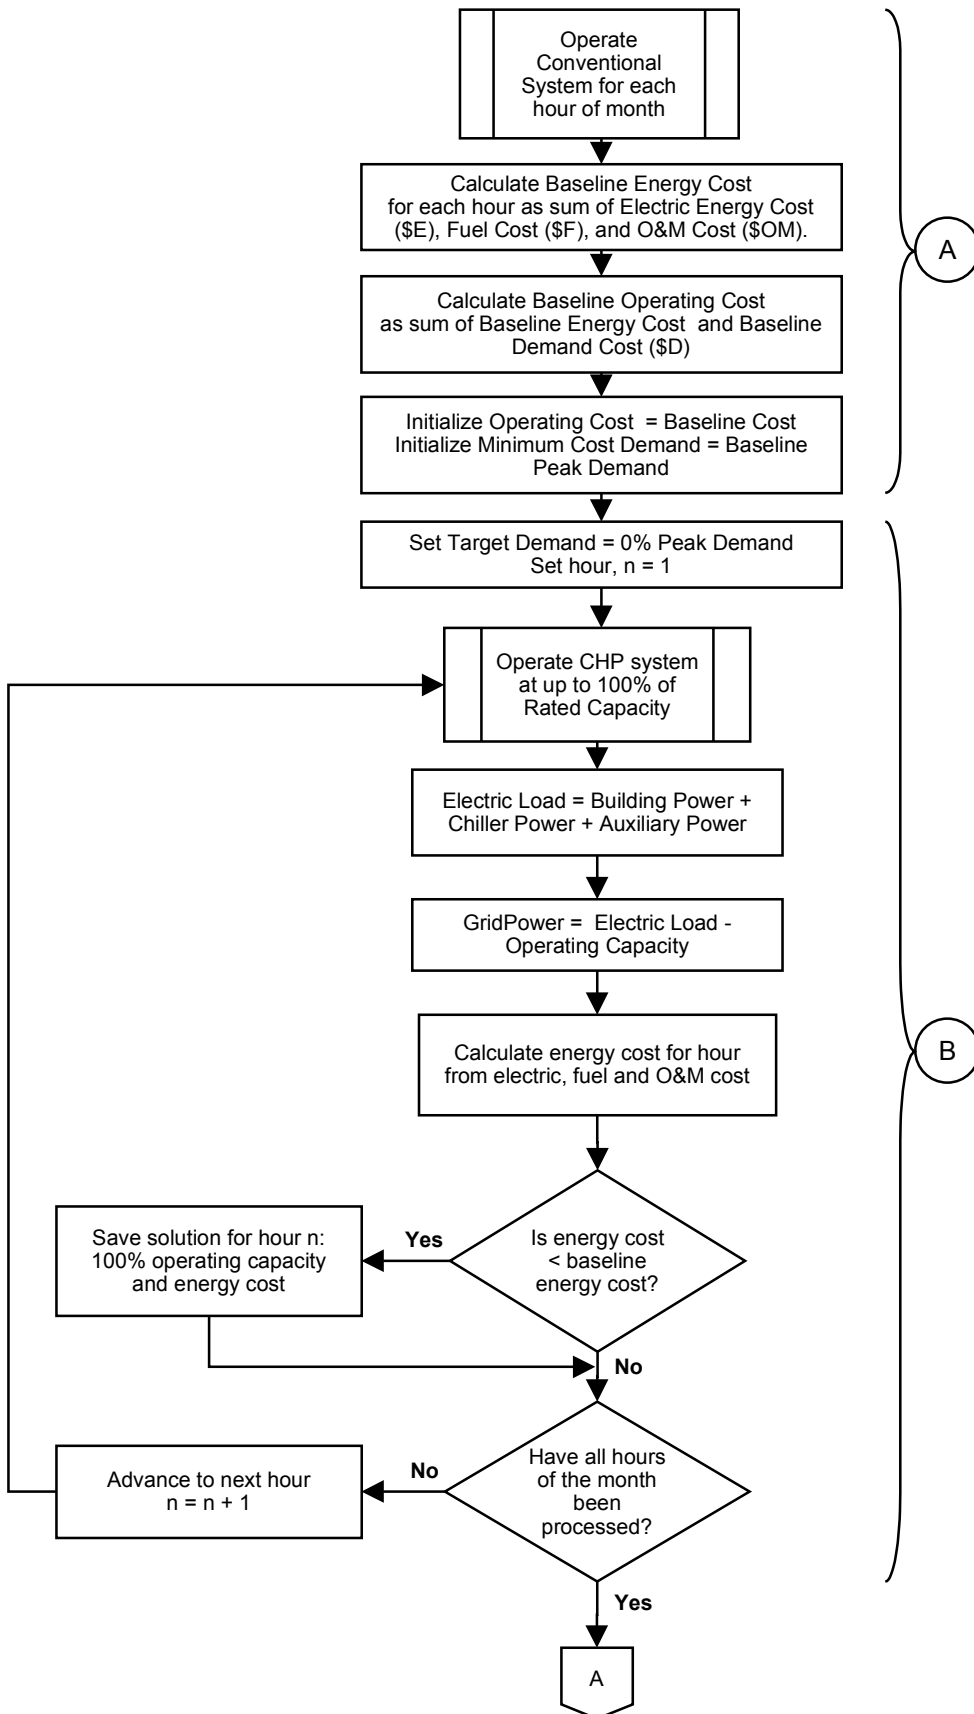 Operate
Conventional
System for each
hour of month
Calculate Baseline Energy Cost
for each hour as sum of Electric Energy Cost
($E), Fuel Cost ($F), and O&M Cost ($OM).
A
Calculate Baseline Operating Cost
as sum of Baseline Energy Cost and Baseline
Demand Cost ($D)
Initialize Operating Cost = Baseline Cost
Initialize Minimum Cost Demand = Baseline
Peak Demand
Set Target Demand = 0% Peak Demand
Set hour, n = 1
Operate CHP system
at up to 100% of
Rated Capacity
Electric Load = Building Power +
Chiller Power + Auxiliary Power
GridPower = Electric Load -
Operating Capacity
B
Calculate energy cost for hour
from electric, fuel and O&M cost
Is energy cost
< baseline
energy cost?
Yes
Save solution for hour n:
100% operating capacity
and energy cost
No
Have all hours
of the month
been
processed?
No
Advance to next hour
n = n + 1
Yes
A